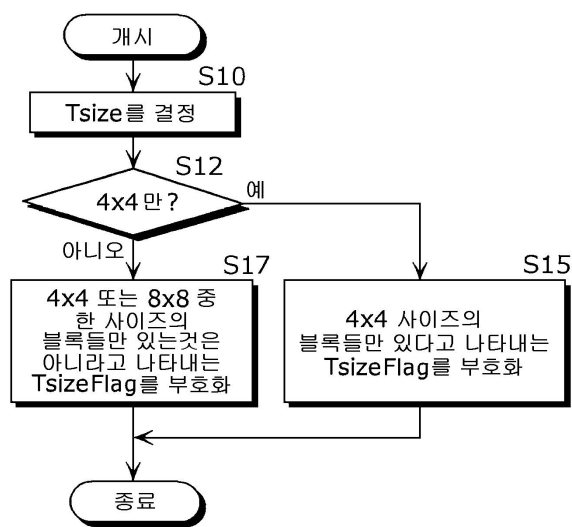 개시
S10
Tsize를 결정
S12
4x4만?
예
아니오
S17
4x4 또는 8x8 중
한 사이즈의
블록들만 있는것은
아니라고 나타내는
TsizeFlag를 부호화
S15
4x4 사이즈의
블록들만 있다고 나타내는
TsizeFlag를 부호화
종료